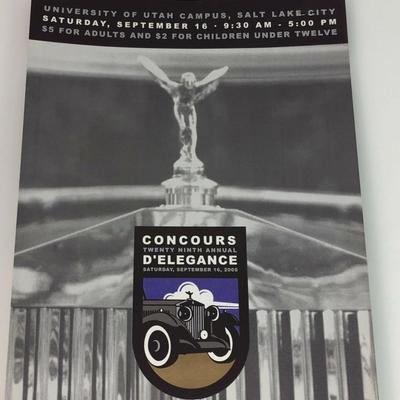 UNIVERSITY OF UTAH CAMPUS, SALT LAKE CITY
SATURDAY, SEPTEMBER 16 · 9:30 AM - 5:00 PM
$5 FOR ADULTS AND $2 FOR CHILDREN UNDER TWELVE
CONCOURS
TWENTY NINTH ANNUAL
D'ELEGANCE
SATURDAY, SEPTEMBER 16, 2000